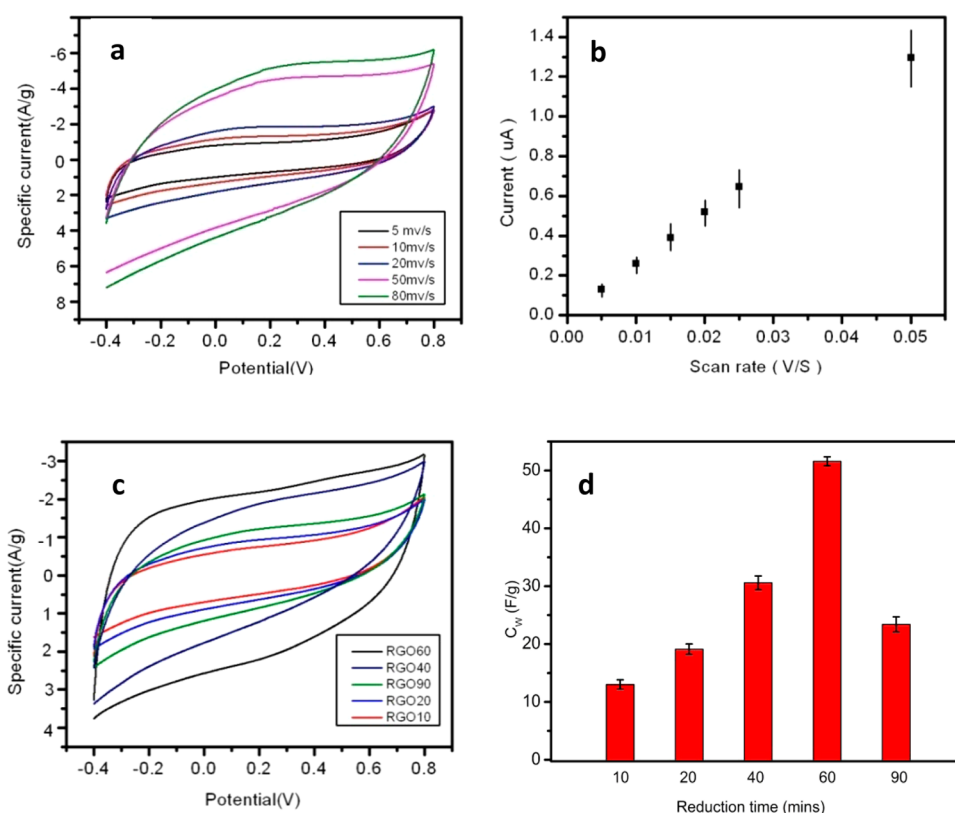 a
Specific current(A/g)
-8
-6
-4
-2
0
2
4
6
8
5 mv/s
10mv/s
20mv/s
50mv/s
80mv/s
-0.4 -0.2 0.0 0.2 0.4 0.6 0.8
Potential(V)
b
Current ( uA)
1.4
1.2
1.0
0.8
0.6
0.4
0.2
0.0
0.00 0.01 0.02 0.03 0.04 0.05
Scan rate ( V/S )
c
Specific current(A/g)
-3
-2
-1
0
1
2
3
4
RGO60
RGO40
RGO90
RGO20
RGO10
-0.4 -0.2 0.0 0.2 0.4 0.6 0.8
Potential(V)
d
Cw (F/g)
50
50
30
20
10
0
10 20 40 60 90
Reduction time (mins)